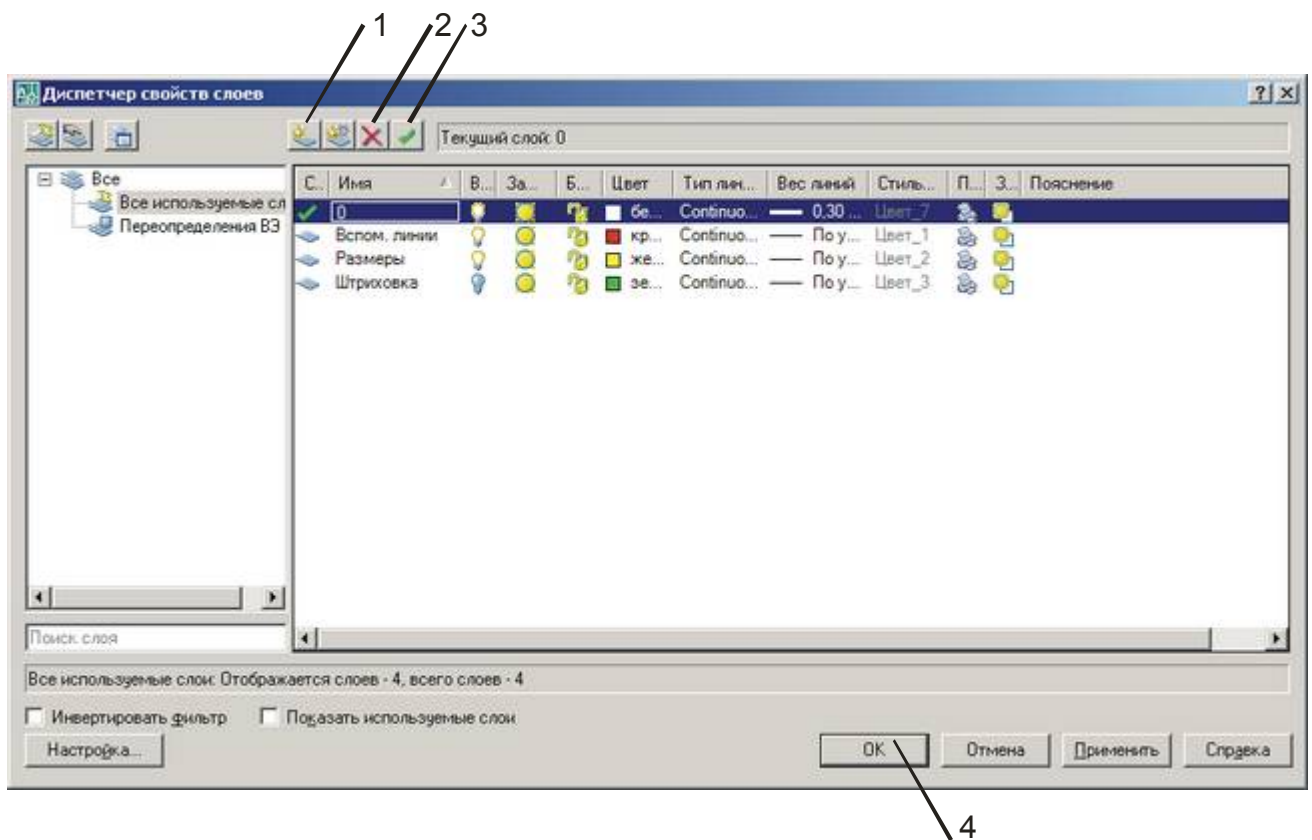 1 2 3
Диспетчер свойств слоев
Текущий слой: 0
Все
Все используемые сл
Переопределения ВЭ
С.. Имя В... За... Б... Цвет Тип лин... Вес линий Стиль... П... З... Пояснение
0 бе... Continuo... 0.30 ... Цвет_7
Вспом. линии кр... Continuo... По у... Цвет_1
Размеры же... Continuo... По у... Цвет_2
Штриховка зе... Continuo... По у... Цвет_3
Поиск слоя
Все используемые слои: Отображается слоев - 4, всего слоев - 4
Инвертировать фильтр Показать используемые слои
Настройка... OK Отмена Применить Справка
4